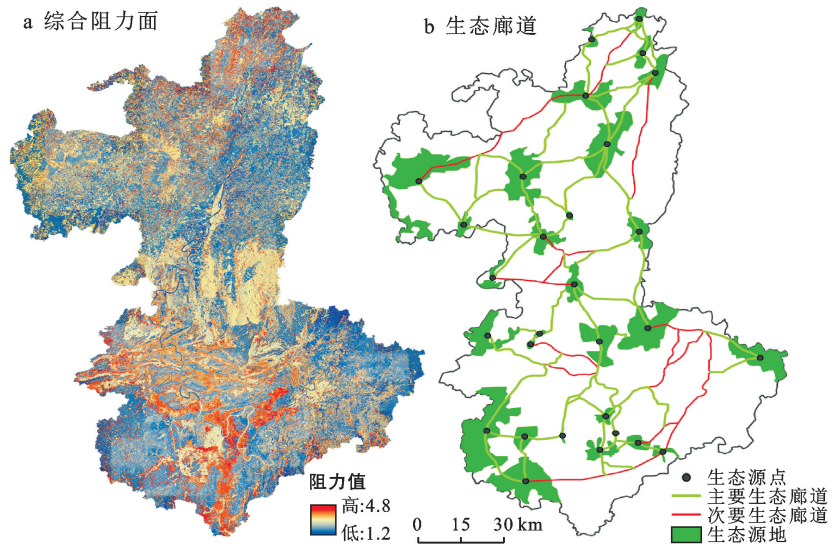 a 综合阻力面
b 生态廊道
阻力值
高:4.8
低:1.2
0 15 30 km
生态源点
主要生态廊道
次要生态廊道
生态源地